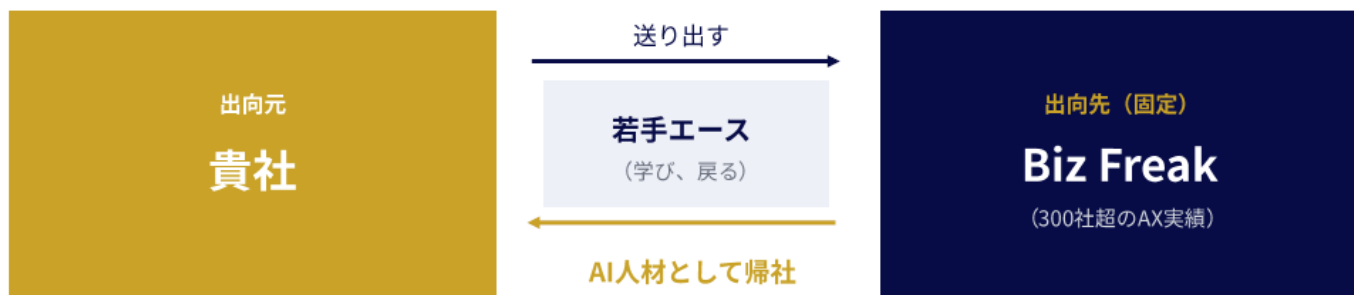 出向元
貴社
送り出す
若手エース
（学び、戻る）
AI人材として帰社
出向先（固定）
Biz Freak
（300社超のAX実績）